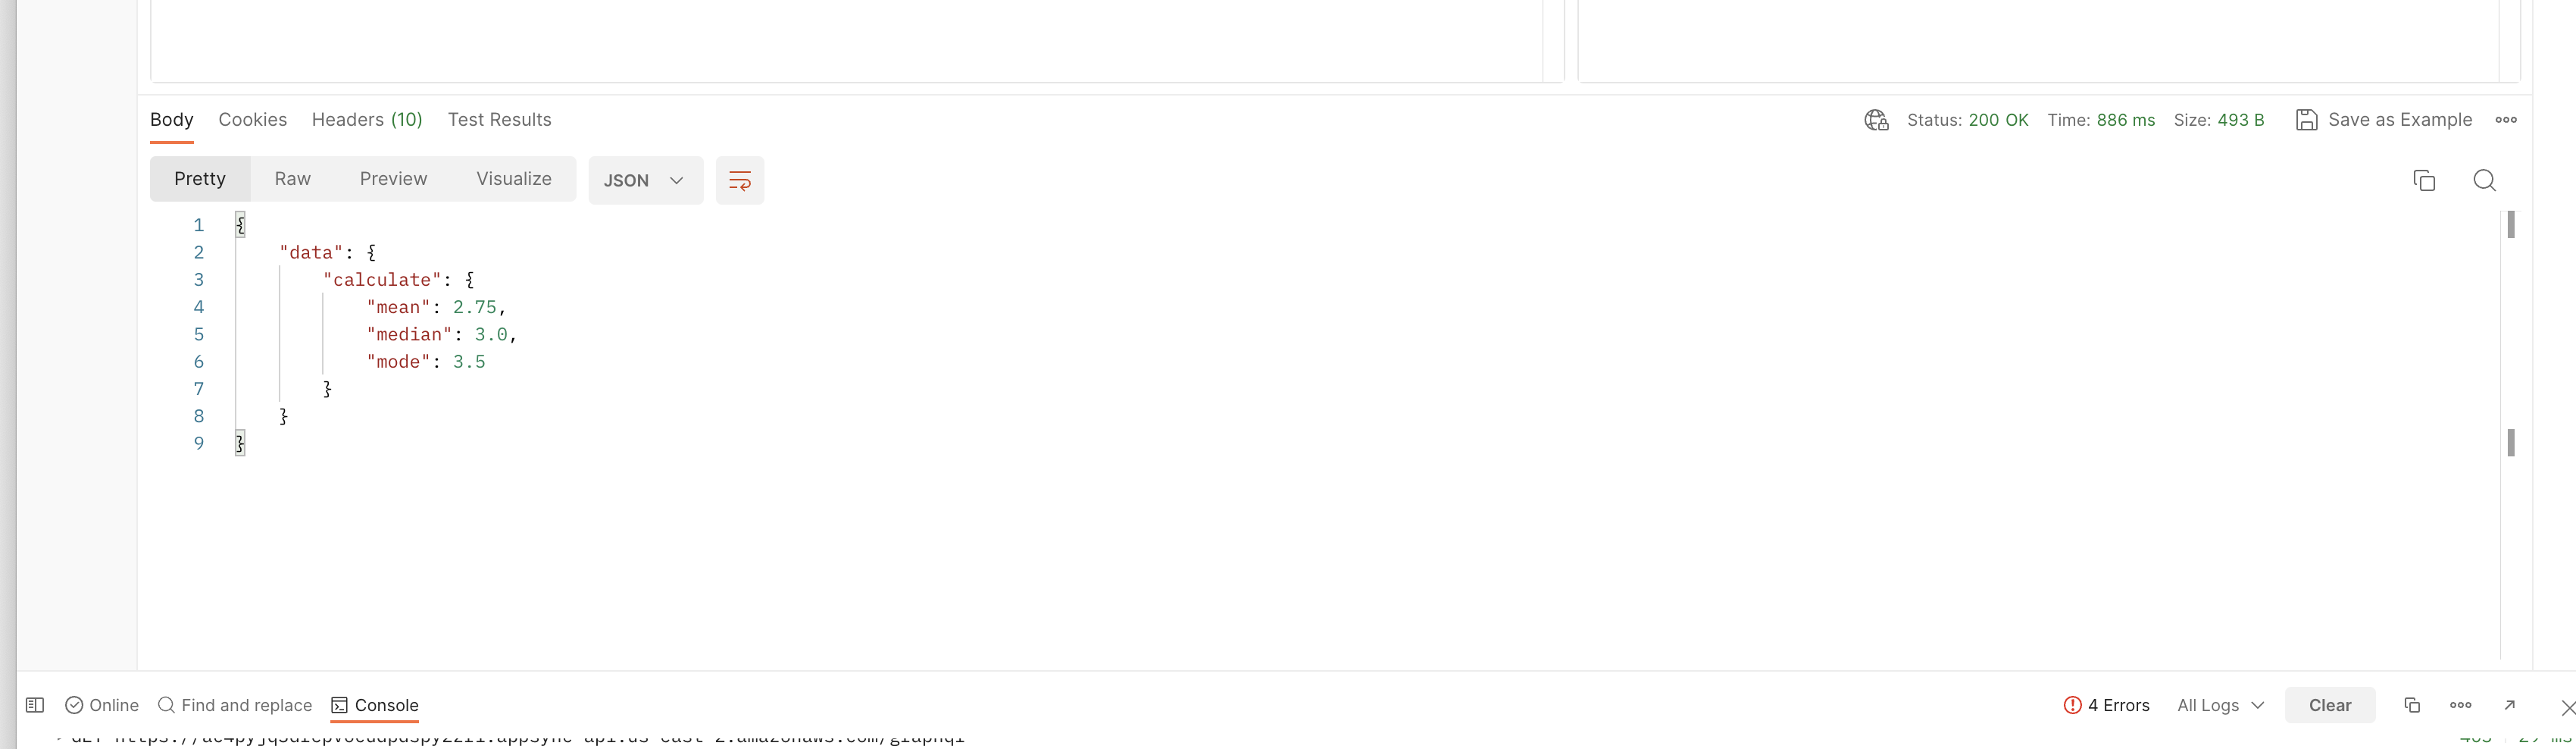 Body Cookies Headers (10) Test Results Status: 200 OK Time: 886 ms Size: 493 B Save as Example
Pretty Raw Preview Visualize JSON
1 {
2 "data": {
3 "calculate": {
4 "mean": 2.75,
5 "median": 3.0,
6 "mode": 3.5
7 }
8 }
9 }
Online Find and replace Console 4 Errors All Logs Clear